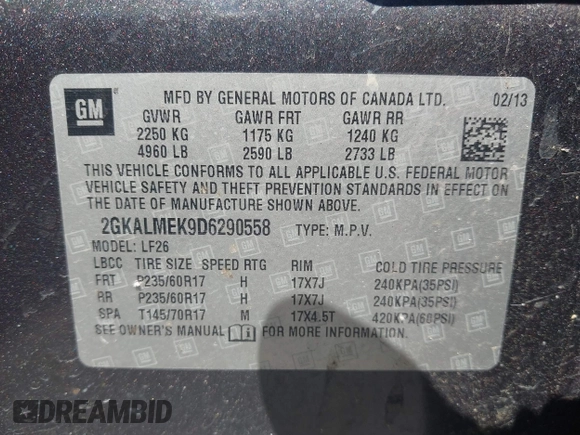 GM
MFD BY GENERAL MOTORS OF CANADA LTD. 02/13
GVWR GAWR FRT GAWR RR
2250 KG 1175 KG 1240 KG
4960 LB 2590 LB 2733 LB
THIS VEHICLE CONFORMS TO ALL APPLICABLE U.S. FEDERAL MOTOR
VEHICLE SAFETY AND THEFT PREVENTION STANDARDS IN EFFECT ON
THE DATE OF MANUFACTURE SHOWN ABOVE.
2GKALMEK9D6290558 TYPE: M.P.V.
MODEL: LF26
LBCC TIRE SIZE SPEED RTG RIM COLD TIRE PRESSURE
FRT P235/60R17 H 17X7J 240KPA(35PSI)
RR P235/60R17 H 17X7J 240KPA(35PSI)
SPA T145/70R17 M 17X4.5T 420KPA(60PSI)
SEE OWNER'S MANUAL FOR MORE INFORMATION.
DREAMBID